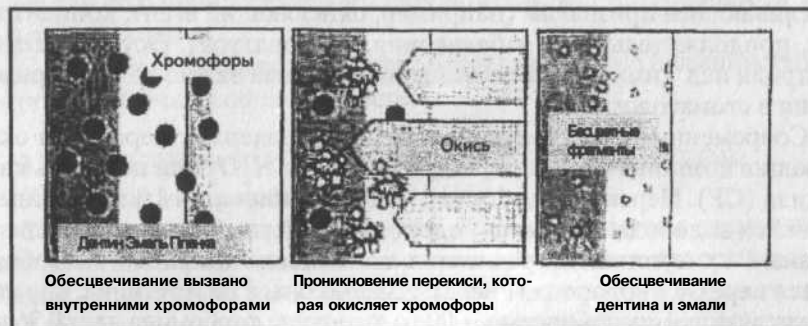 Хромофоры
Дентин Эмаль Пленка
Окись
Бесцветные
фрагменты
Обесцвечивание вызвано
внутренними хромофорами
Проникновение перекиси, кото-
рая окисляет хромофоры
Обесцвечивание
дентина и эмали